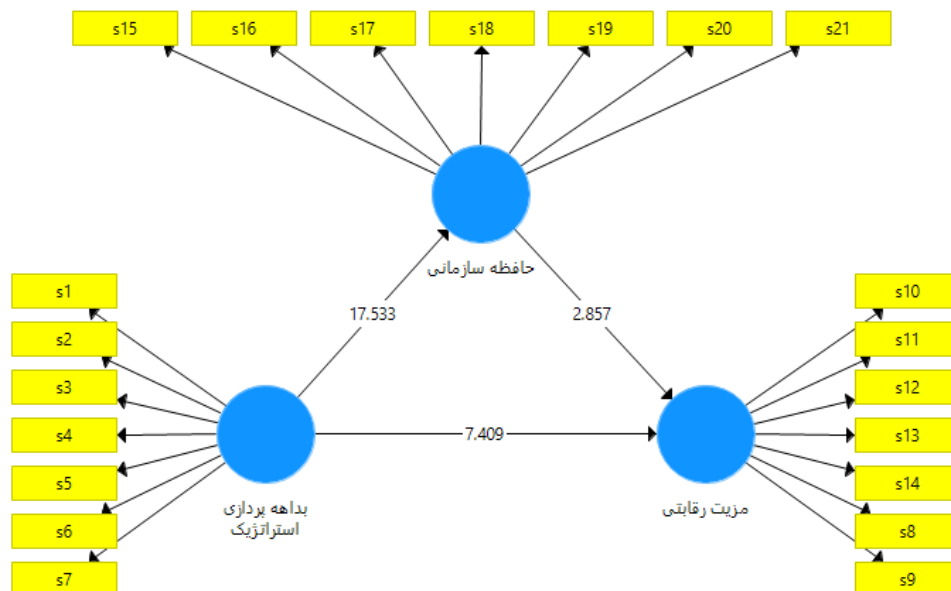 s15
s16
s17
s18
s19
s20
s21
حافظه سازمانی
17.533
2.857
7.409
s1
s2
s3
s4
s5
s6
s7
بداهه پردازی
استراتژیک
مزیت رقابتی
s10
s11
s12
s13
s14
s8
s9